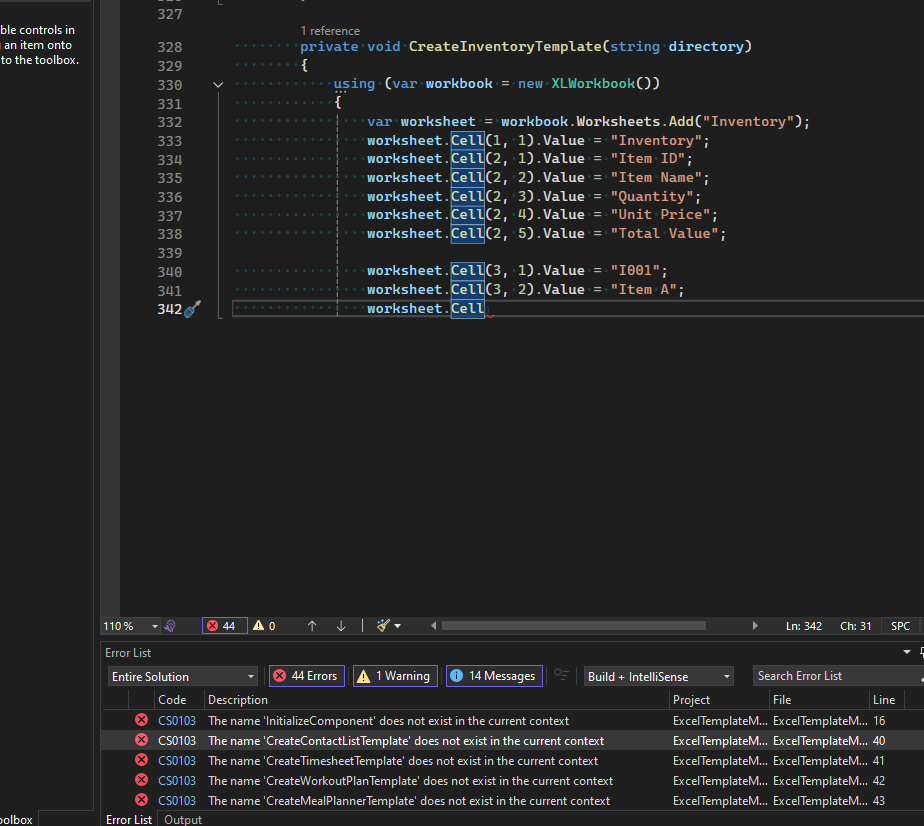 327
ble controls in
an item onto
to the toolbox.
1 reference
328 private void CreateInventoryTemplate(string directory)
329 {
330 using (var workbook = new XLWorkbook())
331 {
332 var worksheet = workbook.Worksheets.Add("Inventory");
333 worksheet.Cell(1, 1).Value = "Inventory";
334 worksheet.Cell(2, 1).Value = "Item ID";
335 worksheet.Cell(2, 2).Value = "Item Name";
336 worksheet.Cell(2, 3).Value = "Quantity";
337 worksheet.Cell(2, 4).Value = "Unit Price";
338 worksheet.Cell(2, 5).Value = "Total Value";
339
340 worksheet.Cell(3, 1).Value = "I001";
341 worksheet.Cell(3, 2).Value = "Item A";
342 worksheet.Cell
110 % 44 0 Ln: 342 Ch: 31 SPC
Error List
Entire Solution 44 Errors 1 Warning 14 Messages Build + IntelliSense Search Error List
Code Description Project File Line
CS0103 The name 'InitializeComponent' does not exist in the current context ExcelTemplateM... ExcelTemplateM... 16
CS0103 The name 'CreateContactListTemplate' does not exist in the current context ExcelTemplateM... ExcelTemplateM... 40
CS0103 The name 'CreateTimesheetTemplate' does not exist in the current context ExcelTemplateM... ExcelTemplateM... 41
CS0103 The name 'CreateWorkoutPlanTemplate' does not exist in the current context ExcelTemplateM... ExcelTemplateM... 42
CS0103 The name 'CreateMealPlannerTemplate' does not exist in the current context ExcelTemplateM... ExcelTemplateM... 43
oolbox Error List Output